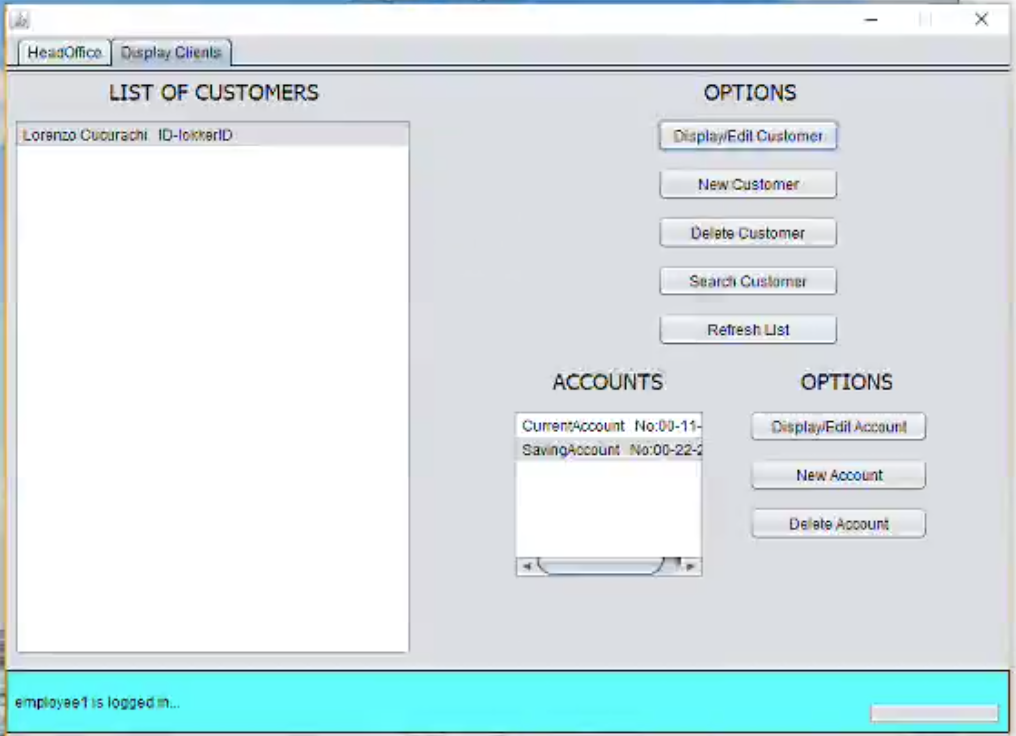 HeadOffice Display Clients
LIST OF CUSTOMERS
Lorenzo Cucurachi ID-lokkerID
OPTIONS
Display/Edit Customer
New Customer
Delete Customer
Search Customer
Refresh List
ACCOUNTS
CurrentAccount No:00-11-
SavingAccount No:00-22-2
OPTIONS
Display/Edit Account
New Account
Delete Account
employee1 is logged in...